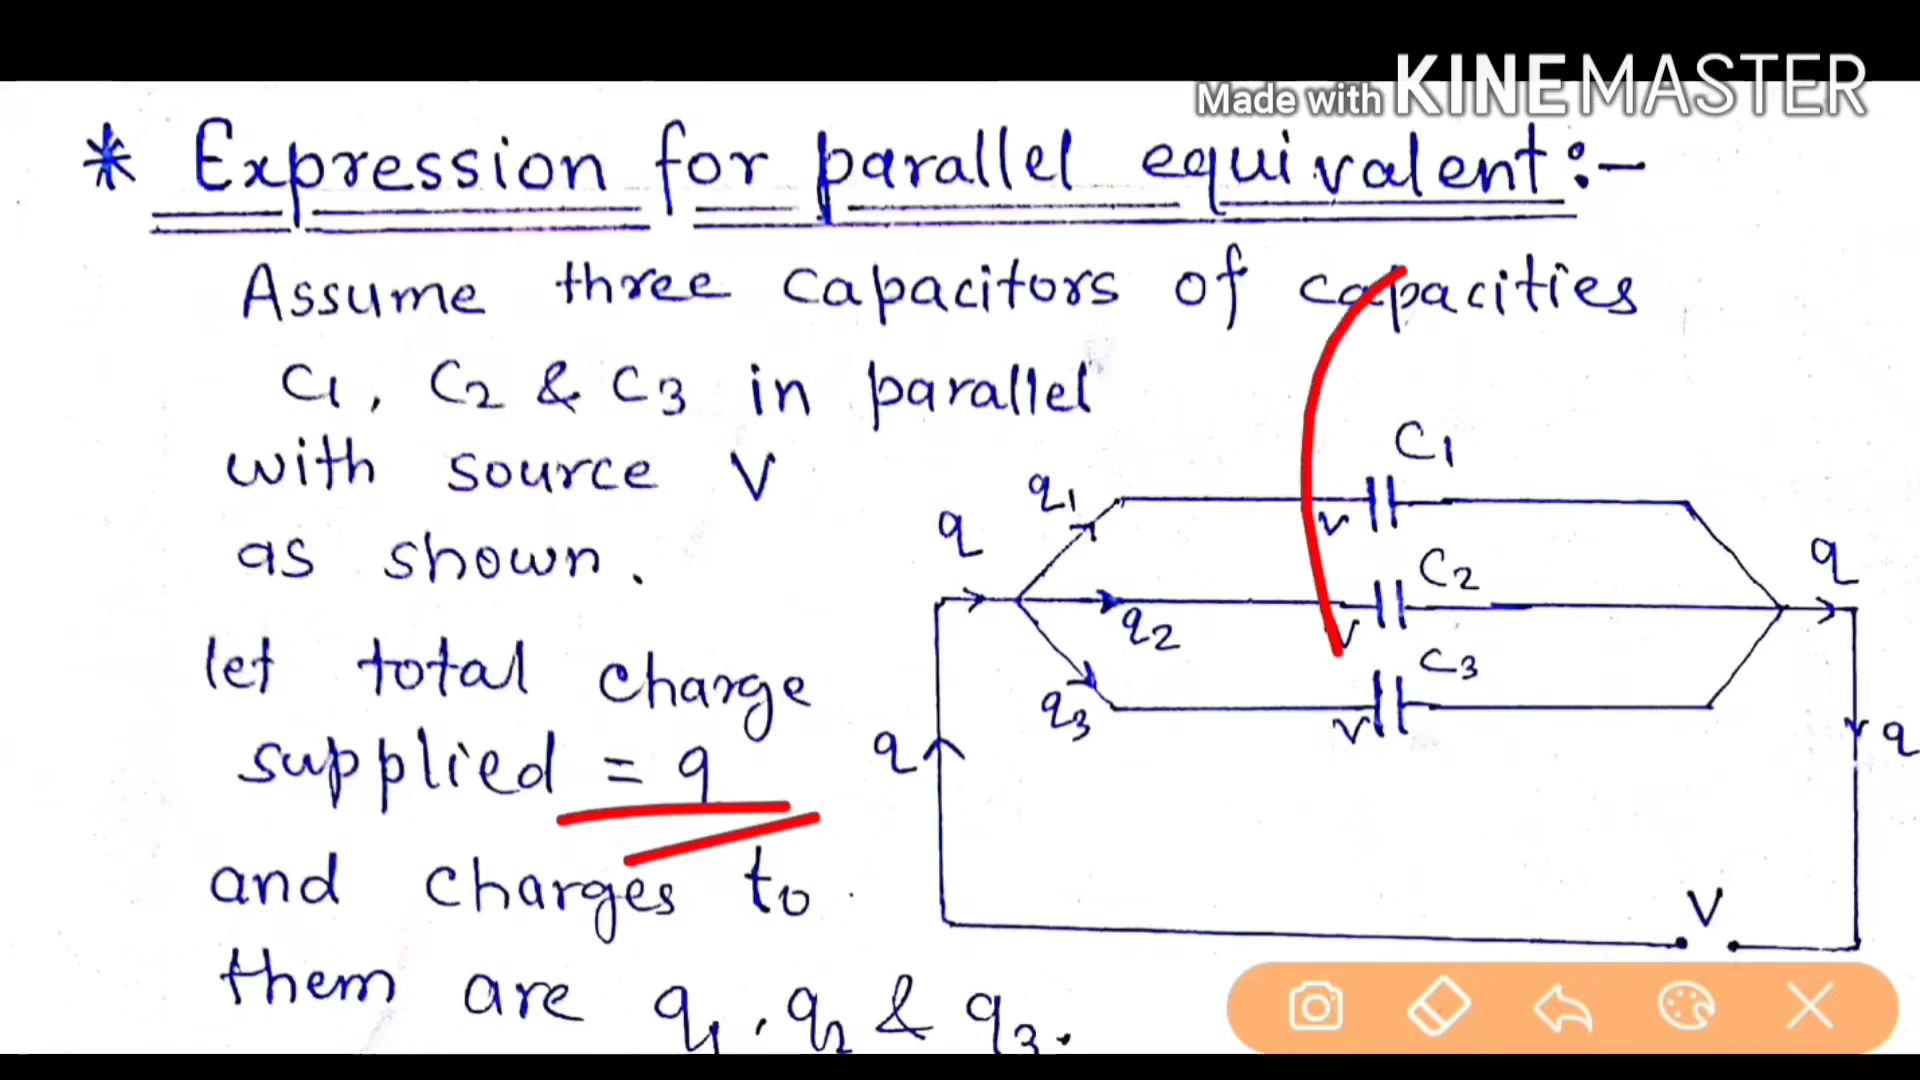 Made with KINEMASTER
* Expression for parallel equivalent:-
Assume three capacitors of capacities
C1, C2 & C3 in parallel
with source V
as shown.
let total charge
supplied = q
and charges to
them are q1, q2 & q3.
C1
q1
q
V
C2
q
q2
V
C3
q3
V
q
q
V